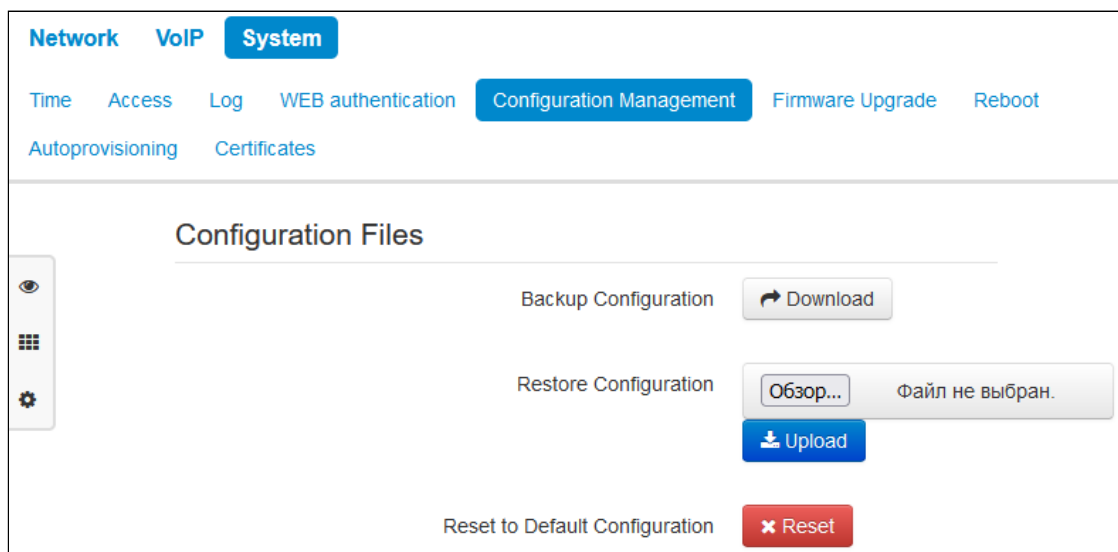 Network VoIP System
Time Access Log WEB authentication Configuration Management Firmware Upgrade Reboot
Autoprovisioning Certificates
Configuration Files
Backup Configuration Download
Restore Configuration Обзор... Файл не выбран.
Upload
Reset to Default Configuration Reset